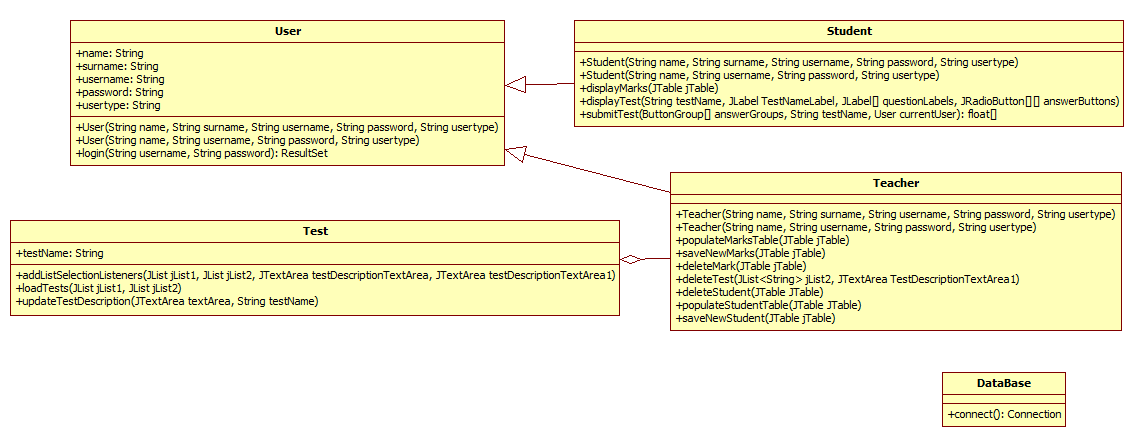 User
+name: String
+surname: String
+username: String
+password: String
+usertype: String
+User(String name, String surname, String username, String password, String usertype)
+User(String name, String username, String password, String usertype)
+login(String username, String password): ResultSet
Student
+Student(String name, String surname, String username, String password, String usertype)
+Student(String name, String username, String password, String usertype)
+displayMarks(JTable jTable)
+displayTest(String testName, JLabel TestNameLabel, JLabel[] questionLabels, JRadioButton[][] answerButtons)
+submitTest(ButtonGroup[] answerGroups, String testName, User currentUser): float[]
Teacher
+Teacher(String name, String surname, String username, String password, String usertype)
+Teacher(String name, String username, String password, String usertype)
+populateMarksTable(JTable jTable)
+saveNewMarks(JTable jTable)
+deleteMark(JTable jTable)
+deleteTest(JList<String> jList2, JTextArea TestDescriptionTextArea1)
+deleteStudent(JTable JTable)
+populateStudentTable(JTable JTable)
+saveNewStudent(JTable jTable)
Test
+testName: String
+addListSelectionListeners(JList jList1, JList jList2, JTextArea testDescriptionTextArea, JTextArea testDescriptionTextArea1)
+loadTests(JList jList1, JList jList2)
+updateTestDescription(JTextArea textArea, String testName)
DataBase
+connect(): Connection